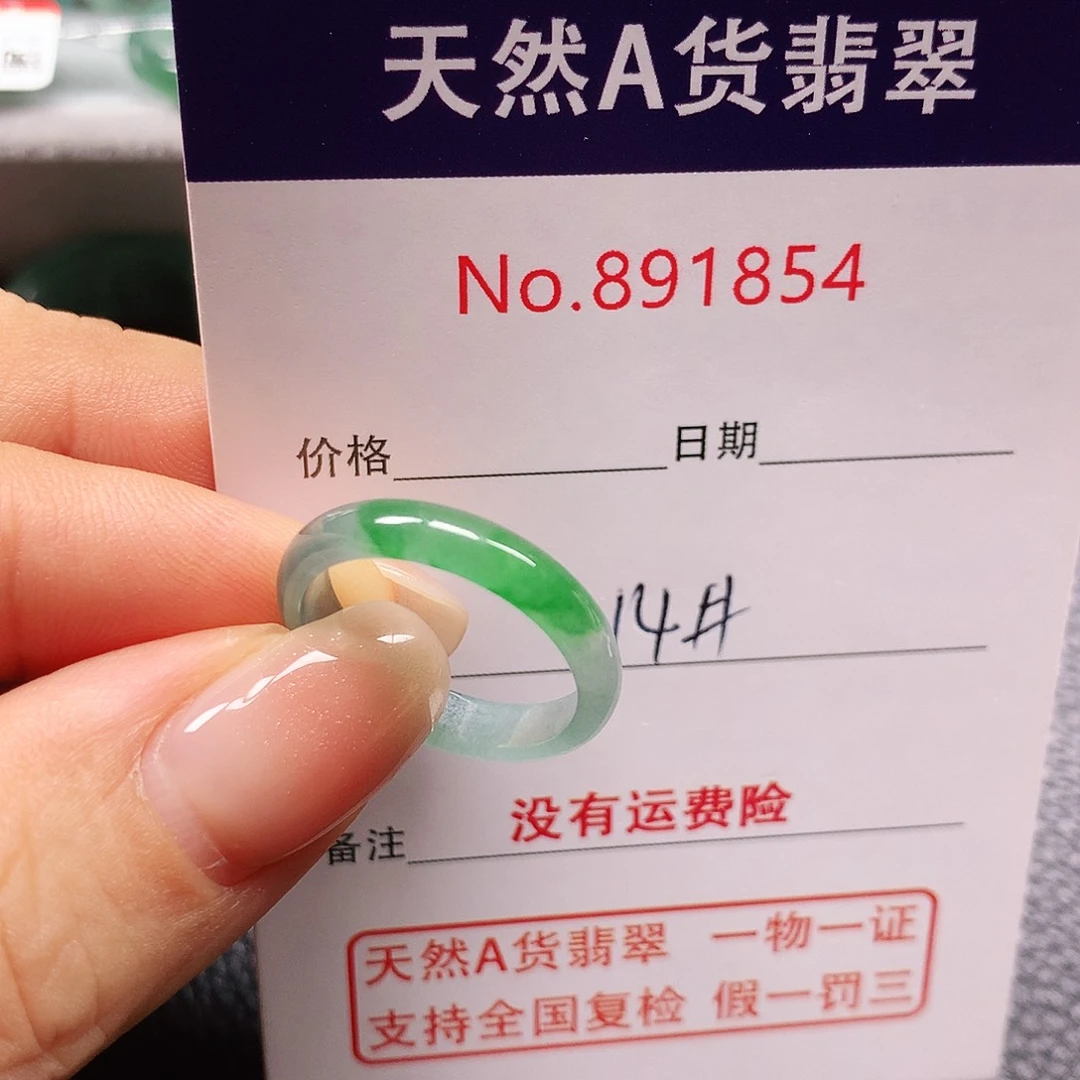 天然A货翡翠
No.891854
价格 日期
14#
备注 没有运费险
天然A货翡翠 一物一证
支持全国复检 假一罚三